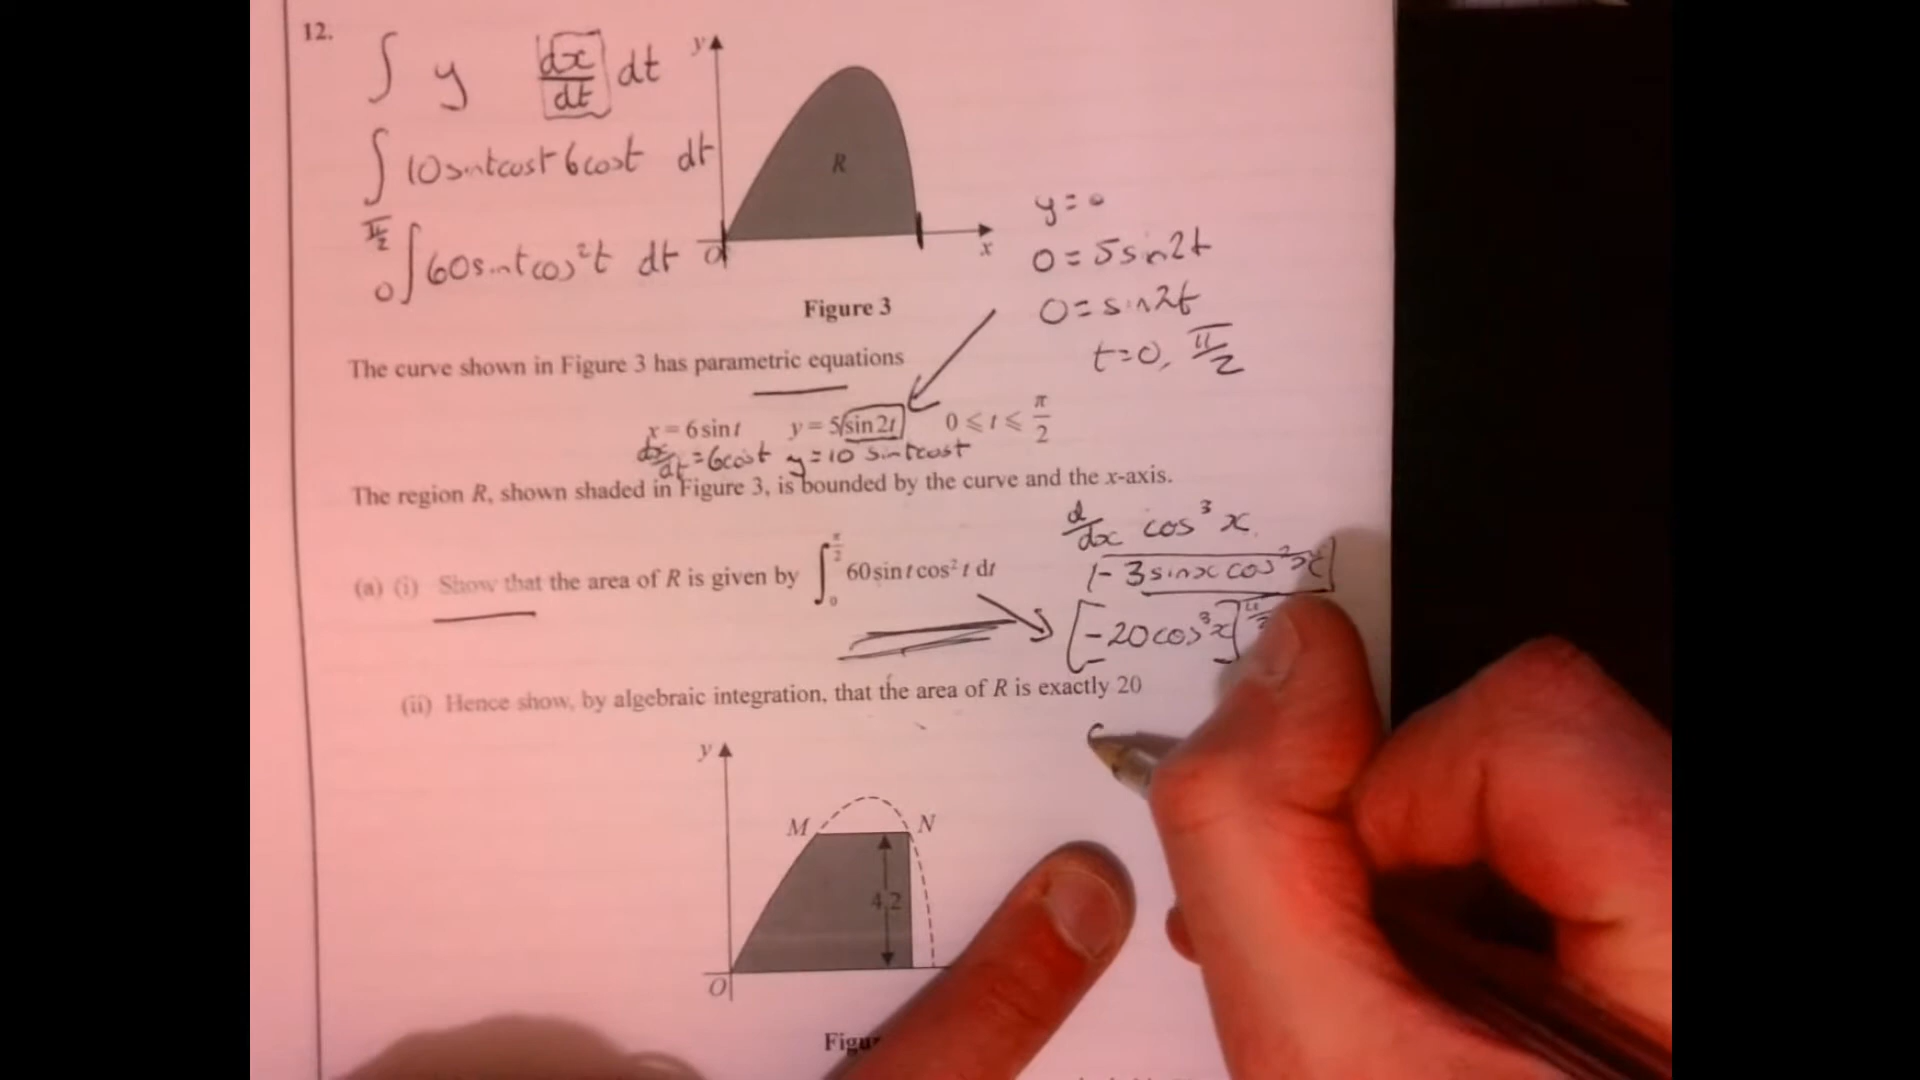 12.
∫ y dx/dt dt
∫ 10sintcost 6cost dt
π/2 ∫ 0 60sintcos²t dt
y
R
O
x
y = 0
0 = 5sin2t
0 = sin2t
t=0, π/2
Figure 3
The curve shown in Figure 3 has parametric equations
x = 6 sin t y = 5 sin 2t 0 ⩽ t ⩽ π/2
dx/dt = 6cost y = 10 sintcost
The region R, shown shaded in Figure 3, is bounded by the curve and the x-axis.
d/dx cos³x
- 3sinxcos²x
(a) (i) Show that the area of R is given by ∫ 0 π/2 60 sin t cos² t dt
[-20cos³x] π/2
(ii) Hence show, by algebraic integration, that the area of R is exactly 20
y
M
N
4.2
O